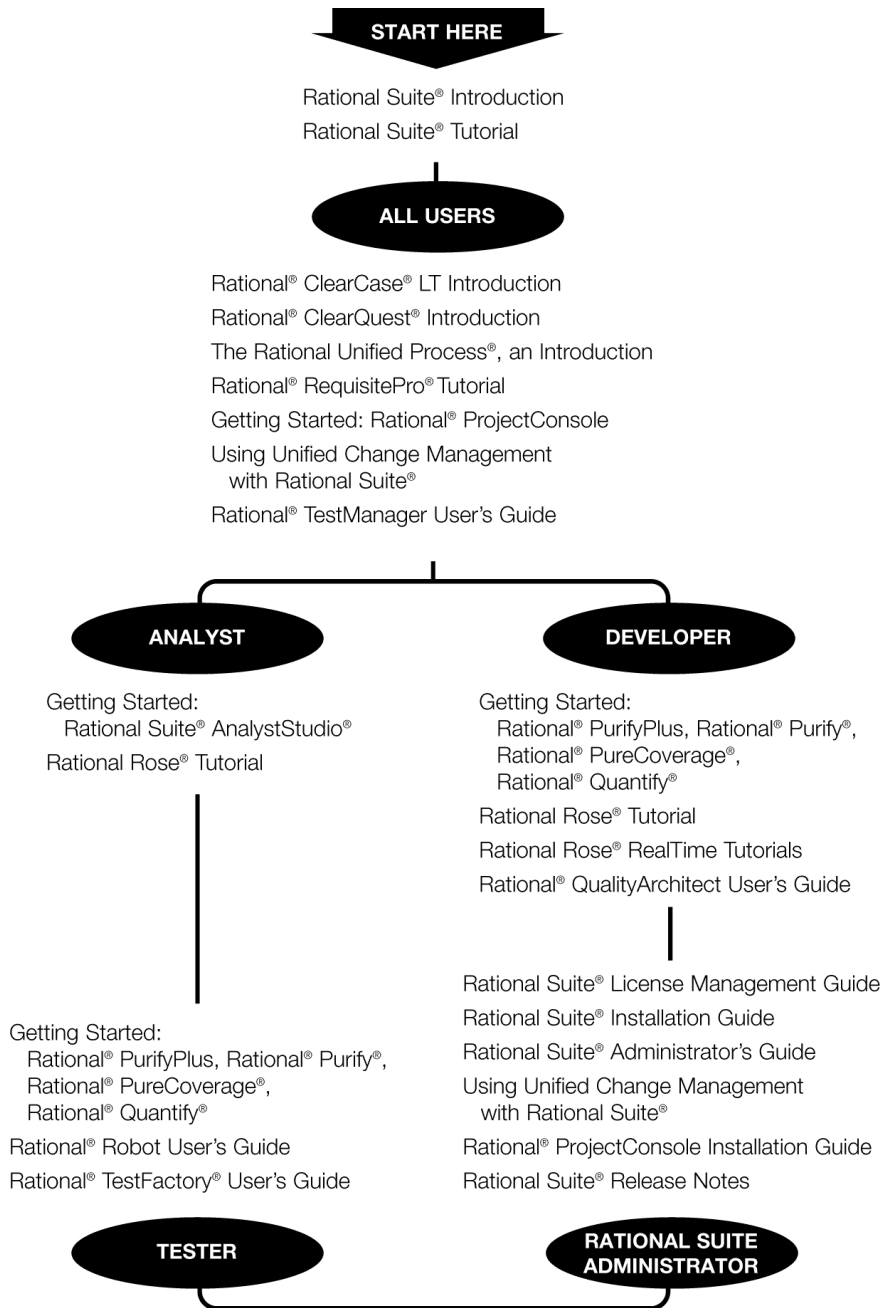 START HERE
Rational Suite® Introduction
Rational Suite® Tutorial
ALL USERS
Rational® ClearCase® LT Introduction
Rational® ClearQuest® Introduction
The Rational Unified Process®, an Introduction
Rational® RequisitePro® Tutorial
Getting Started: Rational® ProjectConsole
Using Unified Change Management
with Rational Suite®
Rational® TestManager User’s Guide
ANALYST
Getting Started:
Rational Suite® AnalystStudio®
Rational Rose® Tutorial
DEVELOPER
Getting Started:
Rational® PurifyPlus, Rational® Purify®,
Rational® PureCoverage®,
Rational® Quantify®
Rational Rose® Tutorial
Rational Rose® RealTime Tutorials
Rational® QualityArchitect User’s Guide
Getting Started:
Rational® PurifyPlus, Rational® Purify®,
Rational® PureCoverage®,
Rational® Quantify®
Rational® Robot User’s Guide
Rational® TestFactory® User’s Guide
TESTER
Rational Suite® License Management Guide
Rational Suite® Installation Guide
Rational Suite® Administrator’s Guide
Using Unified Change Management
with Rational Suite®
Rational® ProjectConsole Installation Guide
Rational Suite® Release Notes
RATIONAL SUITE
ADMINISTRATOR